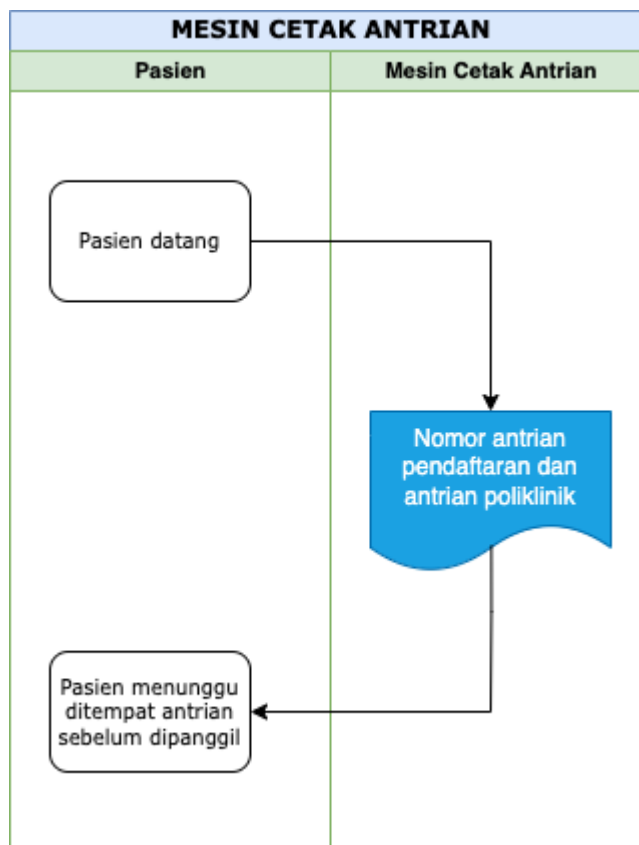 MESIN CETAK ANTRIAN
Pasien
Mesin Cetak Antrian
Pasien datang
Nomor antrian
pendaftaran dan
antrian poliklinik
Pasien menunggu
ditempat antrian
sebelum dipanggil